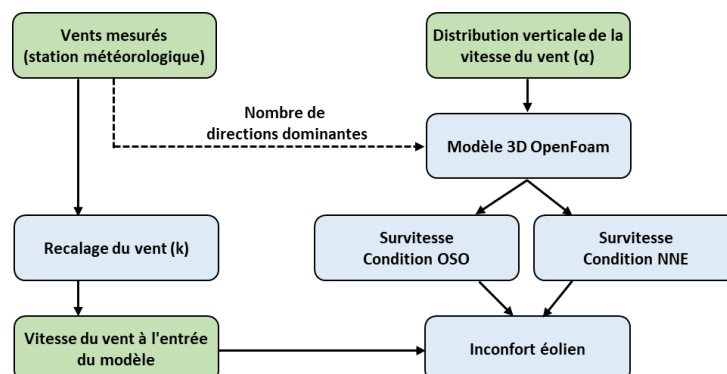 Vents mesurés
(station météorologique)
Distribution verticale de la
vitesse du vent (α)
Nombre de
directions dominantes
Modèle 3D OpenFoam
Recalage du vent (k)
Survitesse
Condition OSO
Survitesse
Condition NNE
Vitesse du vent à l'entrée
du modèle
Inconfort éolien